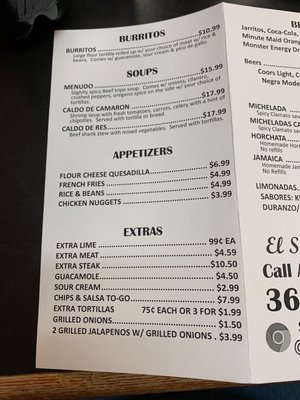 BURRITOS
BURRITOS $10.99
Large flour tortilla rolled up w/ your choice of meat w/ rice &
beans. Comes w/ guacamole, sour cream & pico de gallo.
SOUPS
MENUDO $15.99
Slightly spicy Beef tripe soup. Comes w/ onions, cilantro,
crushed peppers, oregano spice on the side w/ your choice of
tortillas.
CALDO DE CAMARON $17.99
Shrimp soup with fresh tomatoes, carrots, celery with a hint of
chipotles. Served with tortilla or bread.
CALDO DE RES $17.99
Beef shank stew with mixed vegetables. Served with tortillas.
APPETIZERS
FLOUR CHEESE QUESADILLA $6.99
FRENCH FRIES $4.99
RICE & BEANS $4.99
CHICKEN NUGGETS $3.99
EXTRAS
EXTRA LIME 99¢ EA
EXTRA MEAT $4.59
EXTRA STEAK $10.50
GUACAMOLE $4.50
SOUR CREAM $2.99
CHIPS & SALSA TO-GO $7.99
EXTRA TORTILLAS 75¢ EACH OR 3 FOR $1.99
GRILLED ONIONS $1.50
2 GRILLED JALAPENOS W/ GRILLED ONIONS . $3.99
Jarritos, Coca-Cola,
Minute Maid Orang
Monster Energy Dr
Beers
Coors Light, C
Negra Mode
MICHELADA
Spicy Clamato sau
MICHELADAS C
Spicy Clamato
HORCHATA
Homemade Hor
No refills
JAMAICA
Homemade Jam
No Refills
LIMONADAS
SABORES:
DURANZO/
El S
Call
36